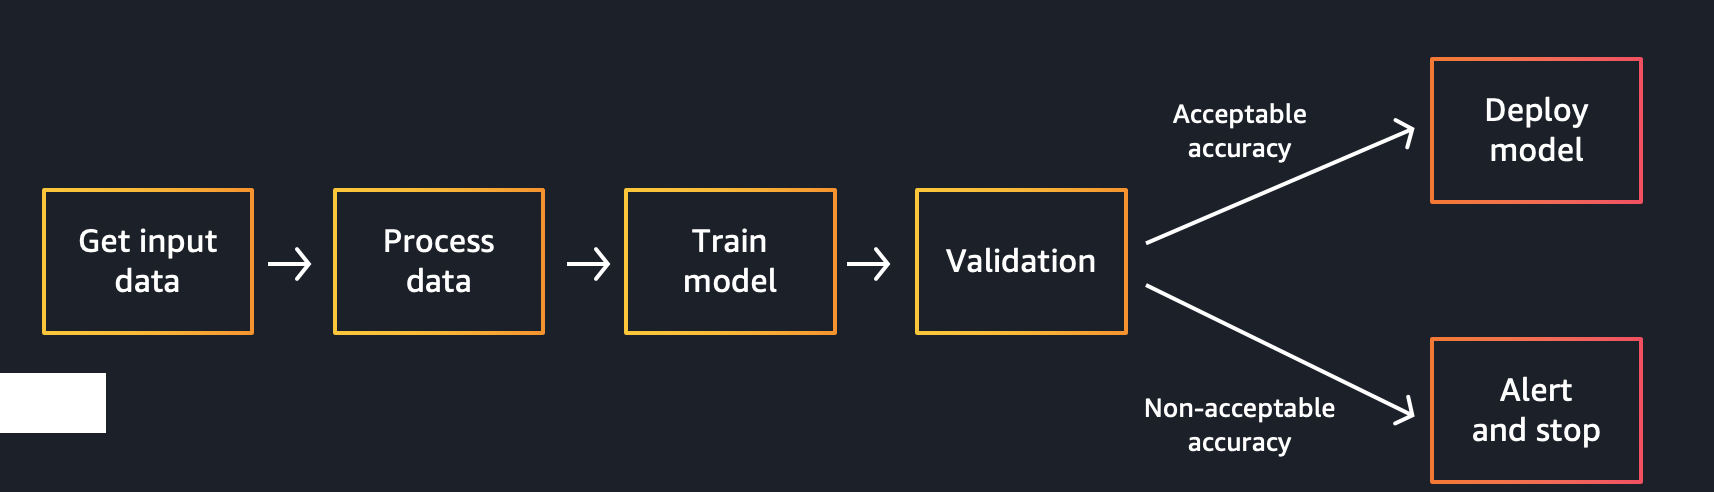 Get input
data
Process
data
Train
model
Validation
Acceptable
accuracy
Deploy
model
Non-acceptable
accuracy
Alert
and stop